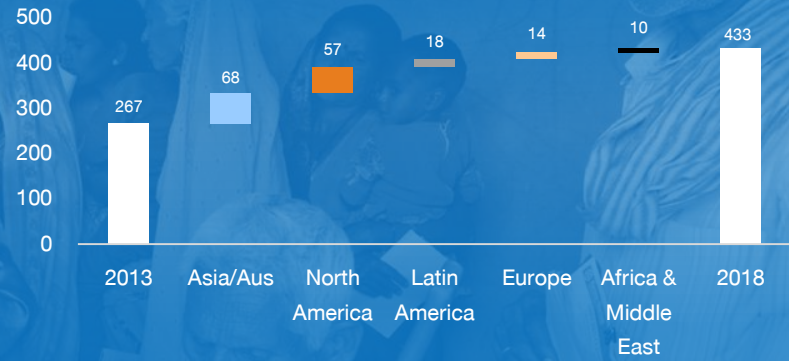 500
400
300
200
100
0
267
68
57
18
14
10
433
2013
Asia/Aus
North
America
Latin
America
Europe
Africa &
Middle
East
2018